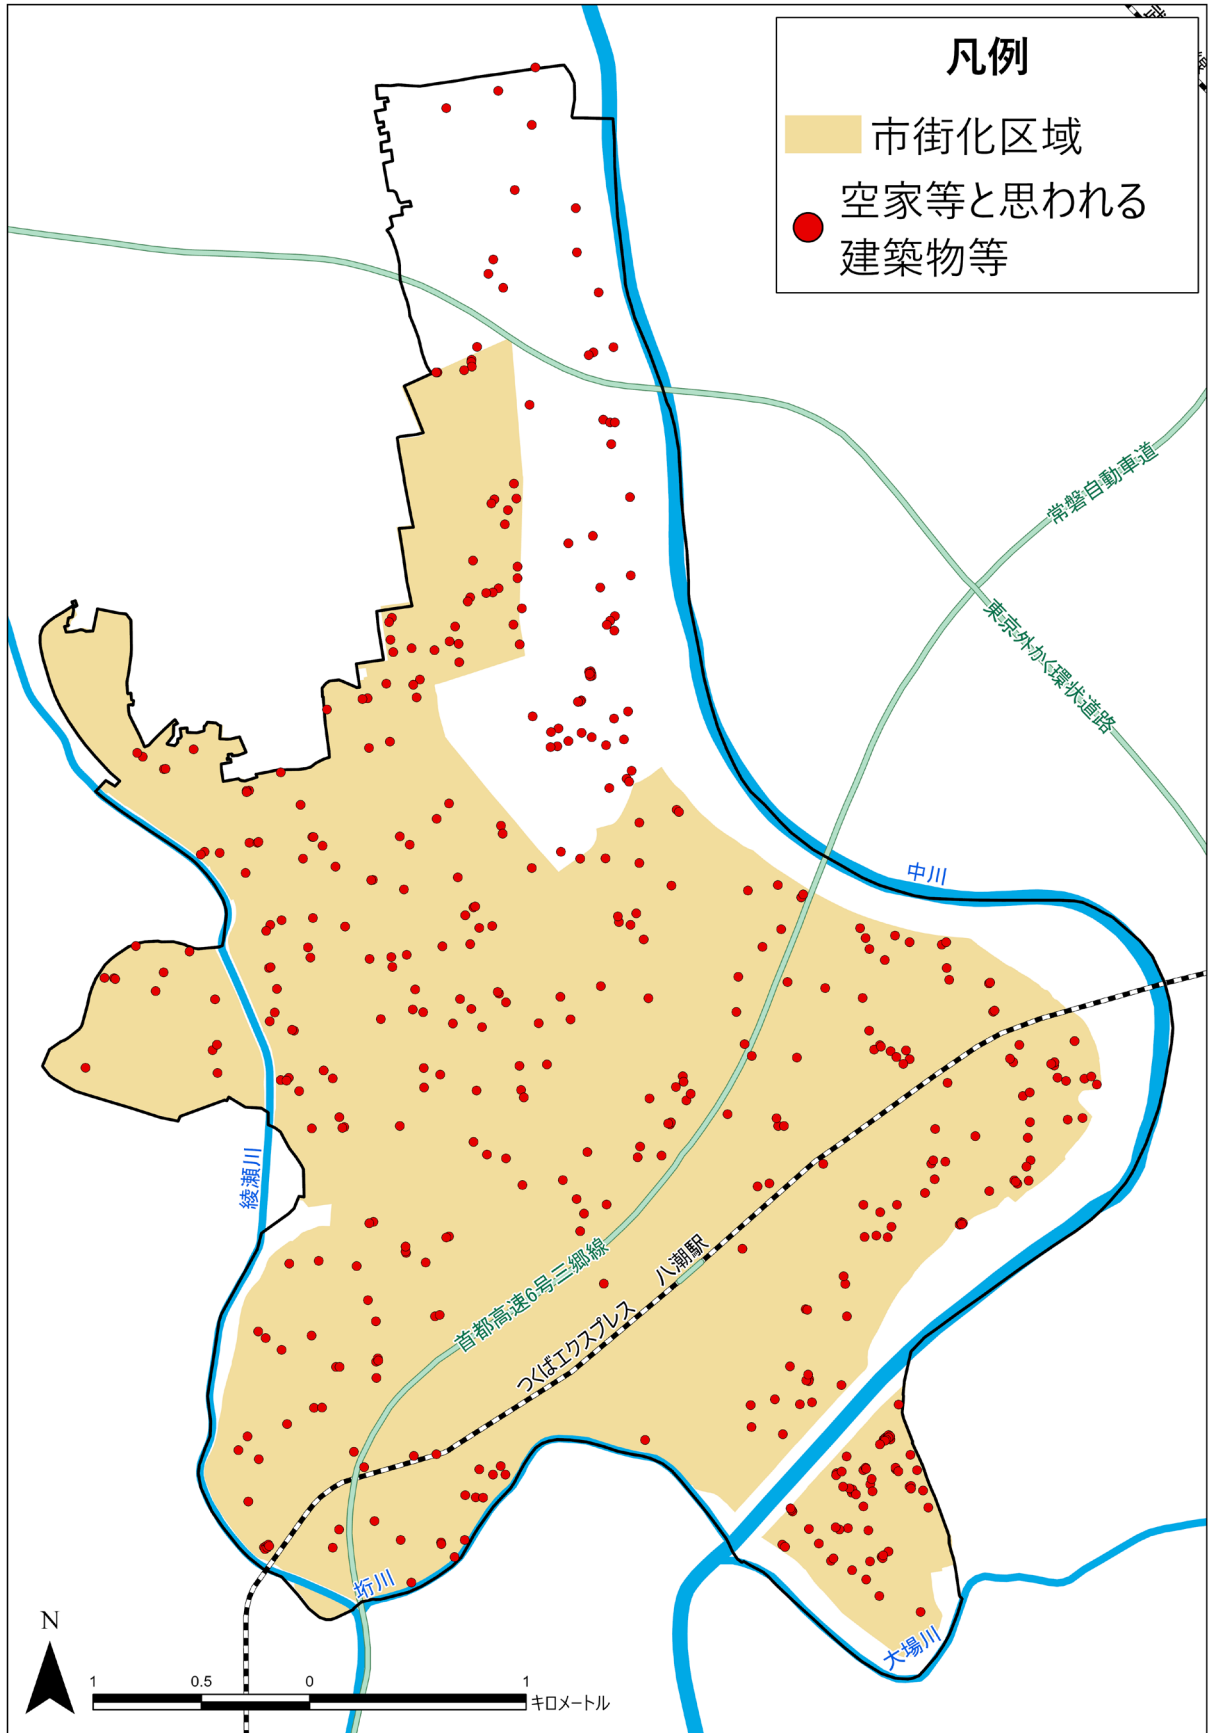 凡例
市街化区域
空家等と思われる
建築物等
常磐自動車道
東京外かく環状道路
中川
綾瀬川
首都高速6号三郷線
八潮駅
つくばエクスプレス
垳川
大場川
N
1 0.5 0 1
キロメートル